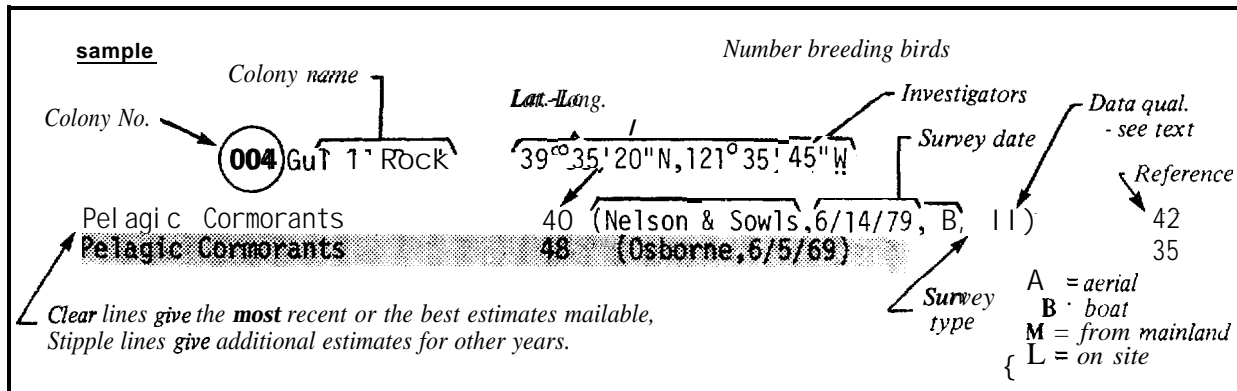 sample
Number breeding birds
Colony name
Lat.-Long.
Investigators
Data qual.
- see text
Colony No.
Survey date
004 Gul 1 Rock
39° 35' 20"N, 121° 35' 45"W
Reference
Pelagic Cormorants 40 (Nelson & Sowls, 6/14/79, B, II) 42
Pelagic Cormorants 48 (Osborne, 6/5/69) 35
Clear lines give the most recent or the best estimates mailable,
Stipple lines give additional estimates for other years.
Survey
type
A = aerial
B · boat
M = from mainland
{ L = on site